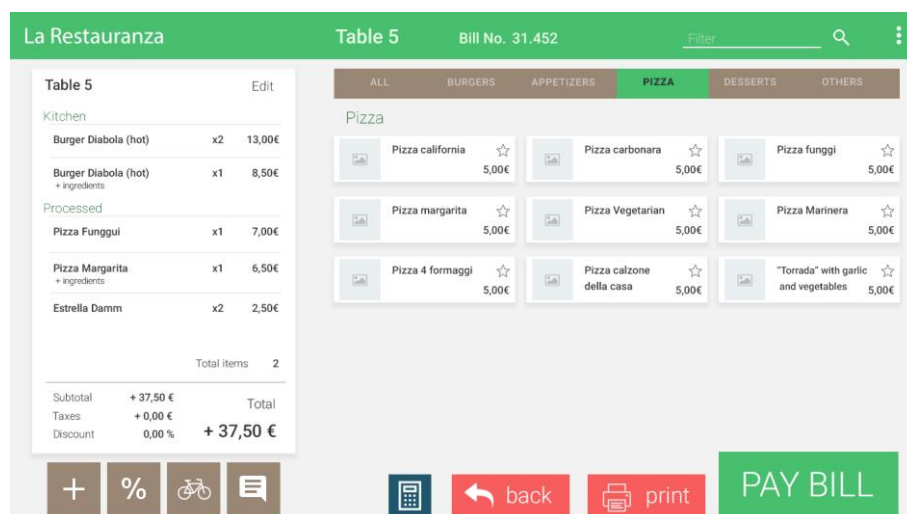 La Restauranza
Table 5 Bill No. 31.452 Filter
Table 5 Edit
Kitchen
Burger Diabola (hot) x2 13,00€
Burger Diabola (hot) x1 8,50€
+ ingredients
Processed
Pizza Funggui x1 7,00€
Pizza Margarita x1 6,50€
+ ingredients
Estrella Damm x2 2,50€
Total items 2
Subtotal + 37,50 €
Taxes + 0,00 €
Discount 0,00 %
Total
+ 37,50 €
%
ALL BURGERS APPETIZERS PIZZA DESSERTS OTHERS
Pizza
Pizza california
5,00€
Pizza carbonara
5,00€
Pizza funggi
5,00€
Pizza margarita
5,00€
Pizza Vegetarian
5,00€
Pizza Marinera
5,00€
Pizza 4 formaggi
5,00€
Pizza calzone
della casa
5,00€
"Torrada" with garlic
and vegetables
5,00€
back
print
PAY BILL